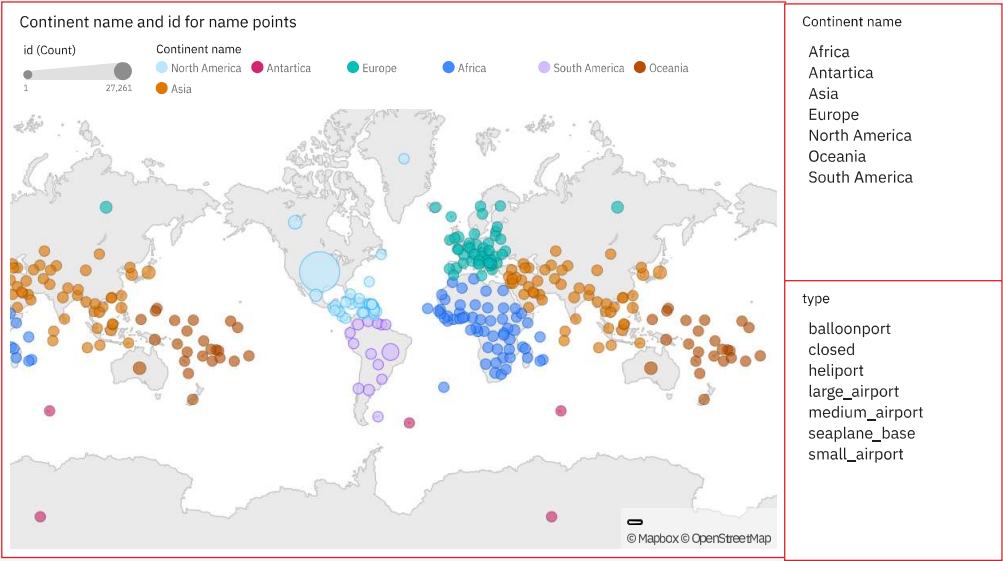 Continent name and id for name points
id (Count)
1
27,261
Continent name
North America
Antartica
Europe
Africa
South America
Oceania
Asia
© Mapbox © OpenStreetMap
Continent name
Africa
Antartica
Asia
Europe
North America
Oceania
South America
type
balloonport
closed
heliport
large_airport
medium_airport
seaplane_base
small_airport